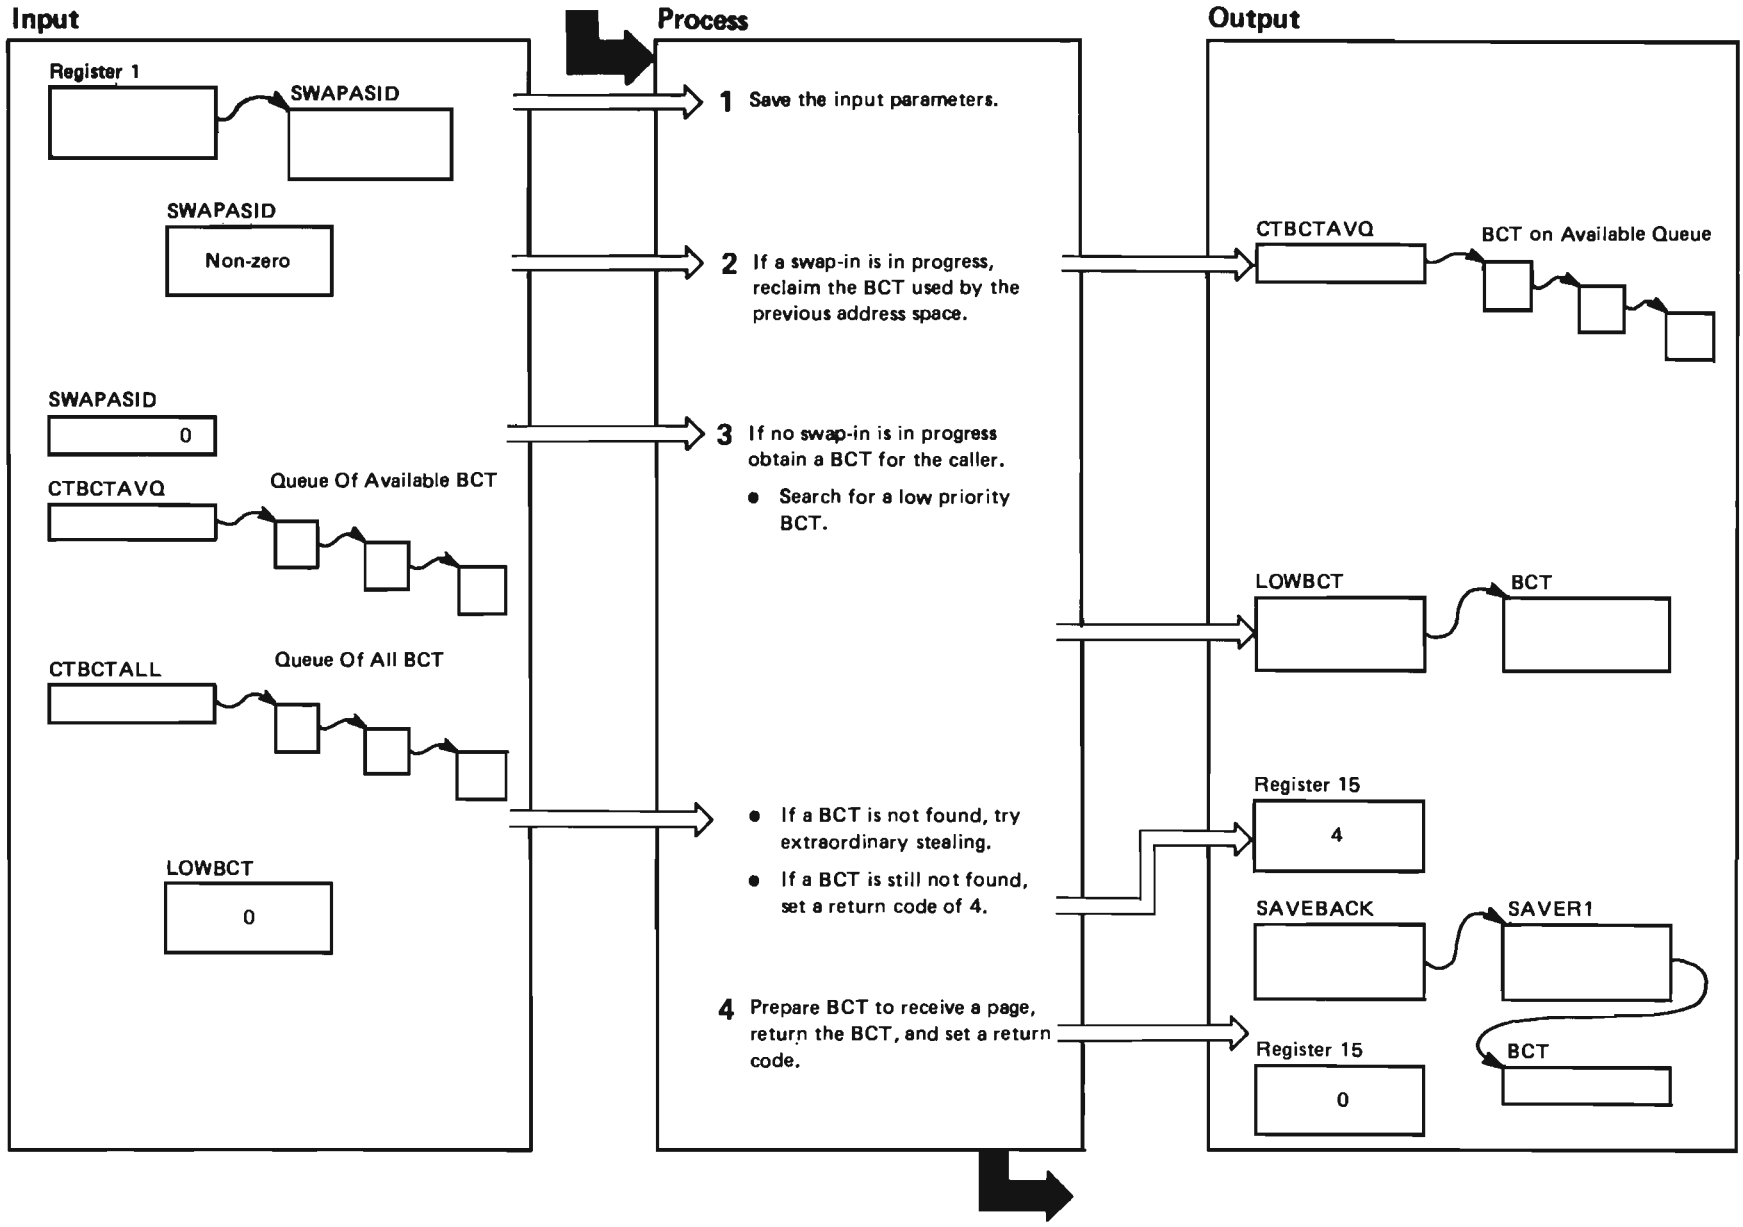 Input
Register 1
SWAPASID
SWAPASID
Non-zero
SWAPASID
0
CTBCTAVQ
Queue Of Available BCT
CTBCTALL
Queue Of All BCT
LOWBCT
0
Process
1 Save the input parameters.
2 If a swap-in is in progress,
reclaim the BCT used by the
previous address space.
3 If no swap-in is in progress
obtain a BCT for the caller.
• Search for a low priority
BCT.
• If a BCT is not found, try
extraordinary stealing.
• If a BCT is still not found,
set a return code of 4.
4 Prepare BCT to receive a page,
return the BCT, and set a return
code.
Output
CTBCTAVQ
BCT on Available Queue
LOWBCT
BCT
Register 15
4
SAVEBACK
SAVER1
Register 15
0
BCT